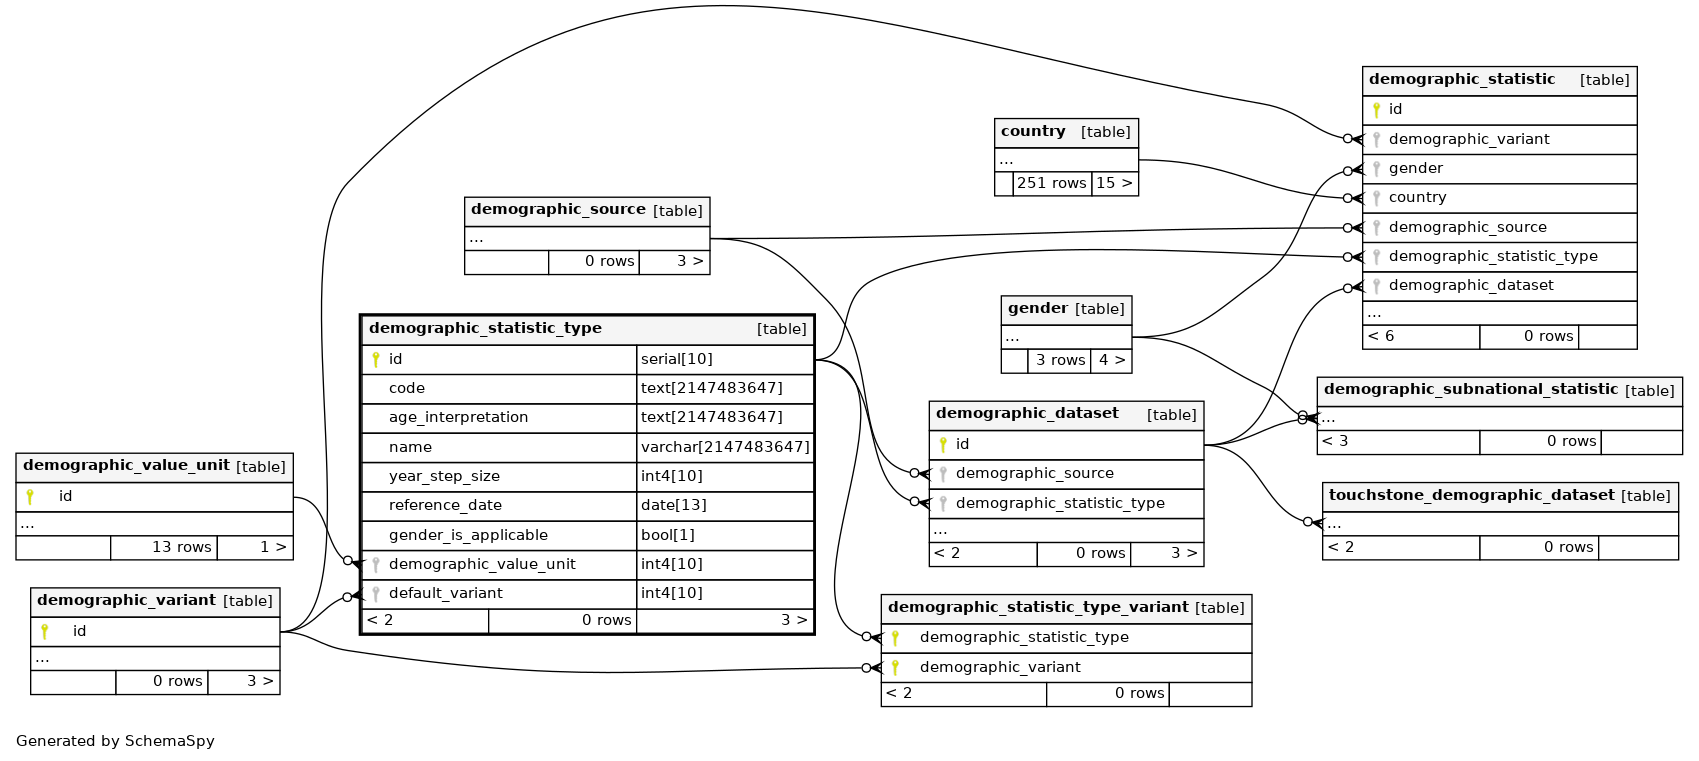 demographic_statistic [table]
id
demographic_variant
gender
country
demographic_source
demographic_statistic_type
demographic_dataset
...
< 6 0 rows
country [table]
...
251 rows 15 >
demographic_source [table]
...
0 rows 3 >
gender [table]
...
3 rows 4 >
demographic_statistic_type [table]
id serial[10]
code text[2147483647]
age_interpretation text[2147483647]
name varchar[2147483647]
year_step_size int4[10]
reference_date date[13]
gender_is_applicable bool[1]
demographic_value_unit int4[10]
default_variant int4[10]
< 2 0 rows 3 >
demographic_subnational_statistic [table]
...
< 3 0 rows
demographic_dataset [table]
id
demographic_source
demographic_statistic_type
...
< 2 0 rows 3 >
demographic_value_unit [table]
id
...
13 rows 1 >
touchstone_demographic_dataset [table]
...
< 2 0 rows
demographic_variant [table]
id
...
0 rows 3 >
demographic_statistic_type_variant [table]
demographic_statistic_type
demographic_variant
< 2 0 rows
Generated by SchemaSpy